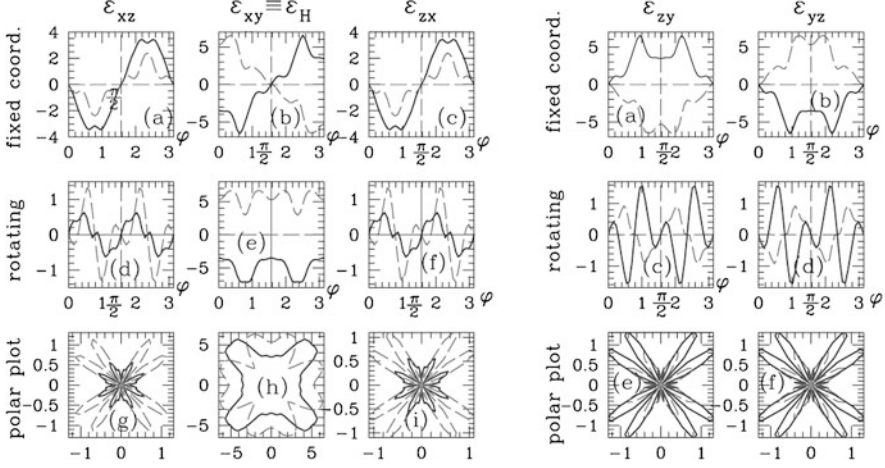 ε_xz ε_xy≡ε_H ε_zx ε_zy ε_yz
fixed coord. 4 2 0 −2 −4 π/2 (a) 0 1 2 3 φ
5 0 −5 (b) 0 1 π/2 2 3
4 2 0 −2 −4 (c) 0 1 π/2 2 3 φ
fixed coord. 5 0 −5 (a) 0 1 π/2 2 3
5 0 −5 (b) 0 1 π/2 2 3 φ
rotating 1 0 −1 (d) 0 1 π/2 2 3 φ
5 0 −5 (e)
1 0 −1 (f) 0 1 π/2 2 3 φ
rotating 1 0 −1 (c) 0 1 π/2 2 3
1 0 −1 (d) 0 1 π/2 2 3 φ
polar plot 1 0.5 0 −0.5 −1 (g) −1 0 1
5 0 −5 (h) −5 0 5
1 0.5 0 −0.5 −1 (i) −1 0 1
polar plot 1 0.5 0 −0.5 −1 (e) −1 0 1
1 0.5 0 −0.5 −1 (f) −1 0 1